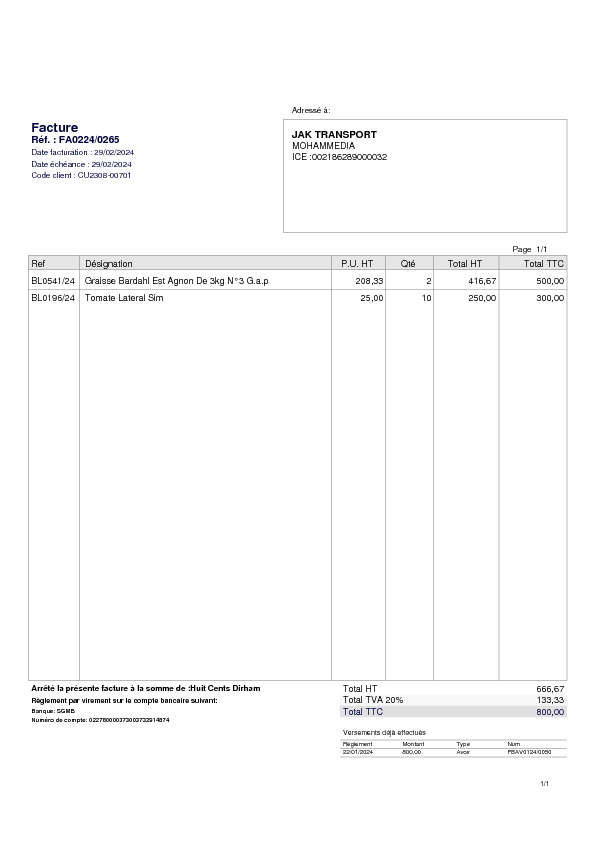 Adressé à:
Facture
Réf. : FA0224/0265
Date facturation : 29/02/2024
Date échéance : 29/02/2024
Code client : CU2308-00701
JAK TRANSPORT
MOHAMMEDIA
ICE :002186289000032
Page 1/1
Ref Désignation P.U. HT Qté Total HT Total TTC
BL0541/24 Graisse Bardahl Est Agnon De 3kg N°3 G.a.p 208,33 2 416,67 500,00
BL0196/24 Tomate Lateral Sim 25,00 10 250,00 300,00
Arrêté la présente facture à la somme de :Huit Cents Dirham
Règlement par virement sur le compte bancaire suivant:
Banque: SGMB
Numéro de compte:
Total HT 666,67
Total TVA 20% 133,33
Total TTC 800,00
Versements déjà effectués
Règlement Montant Type Num
22/01/2024 800,00 Avoir FBAV0124/0050
1/1